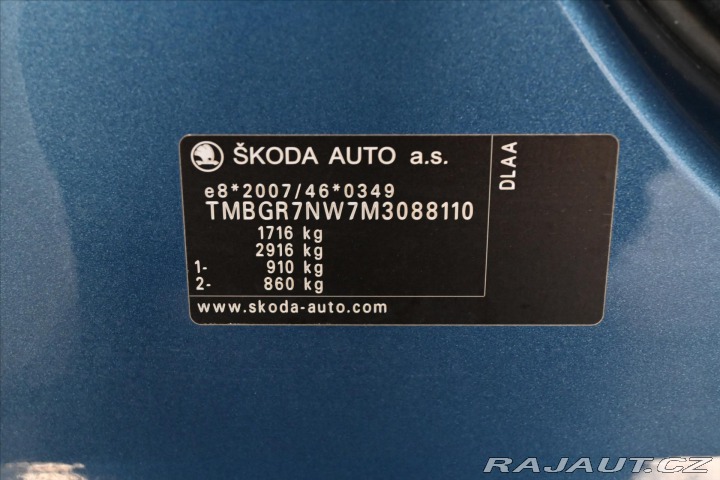 ŠKODA AUTO a.s.
e8*2007/46*0349
TMBGR7NW7M3088110
1716 kg
2916 kg
1- 910 kg
2- 860 kg
www.skoda-auto.com
DLAA
RAJAUT.CZ